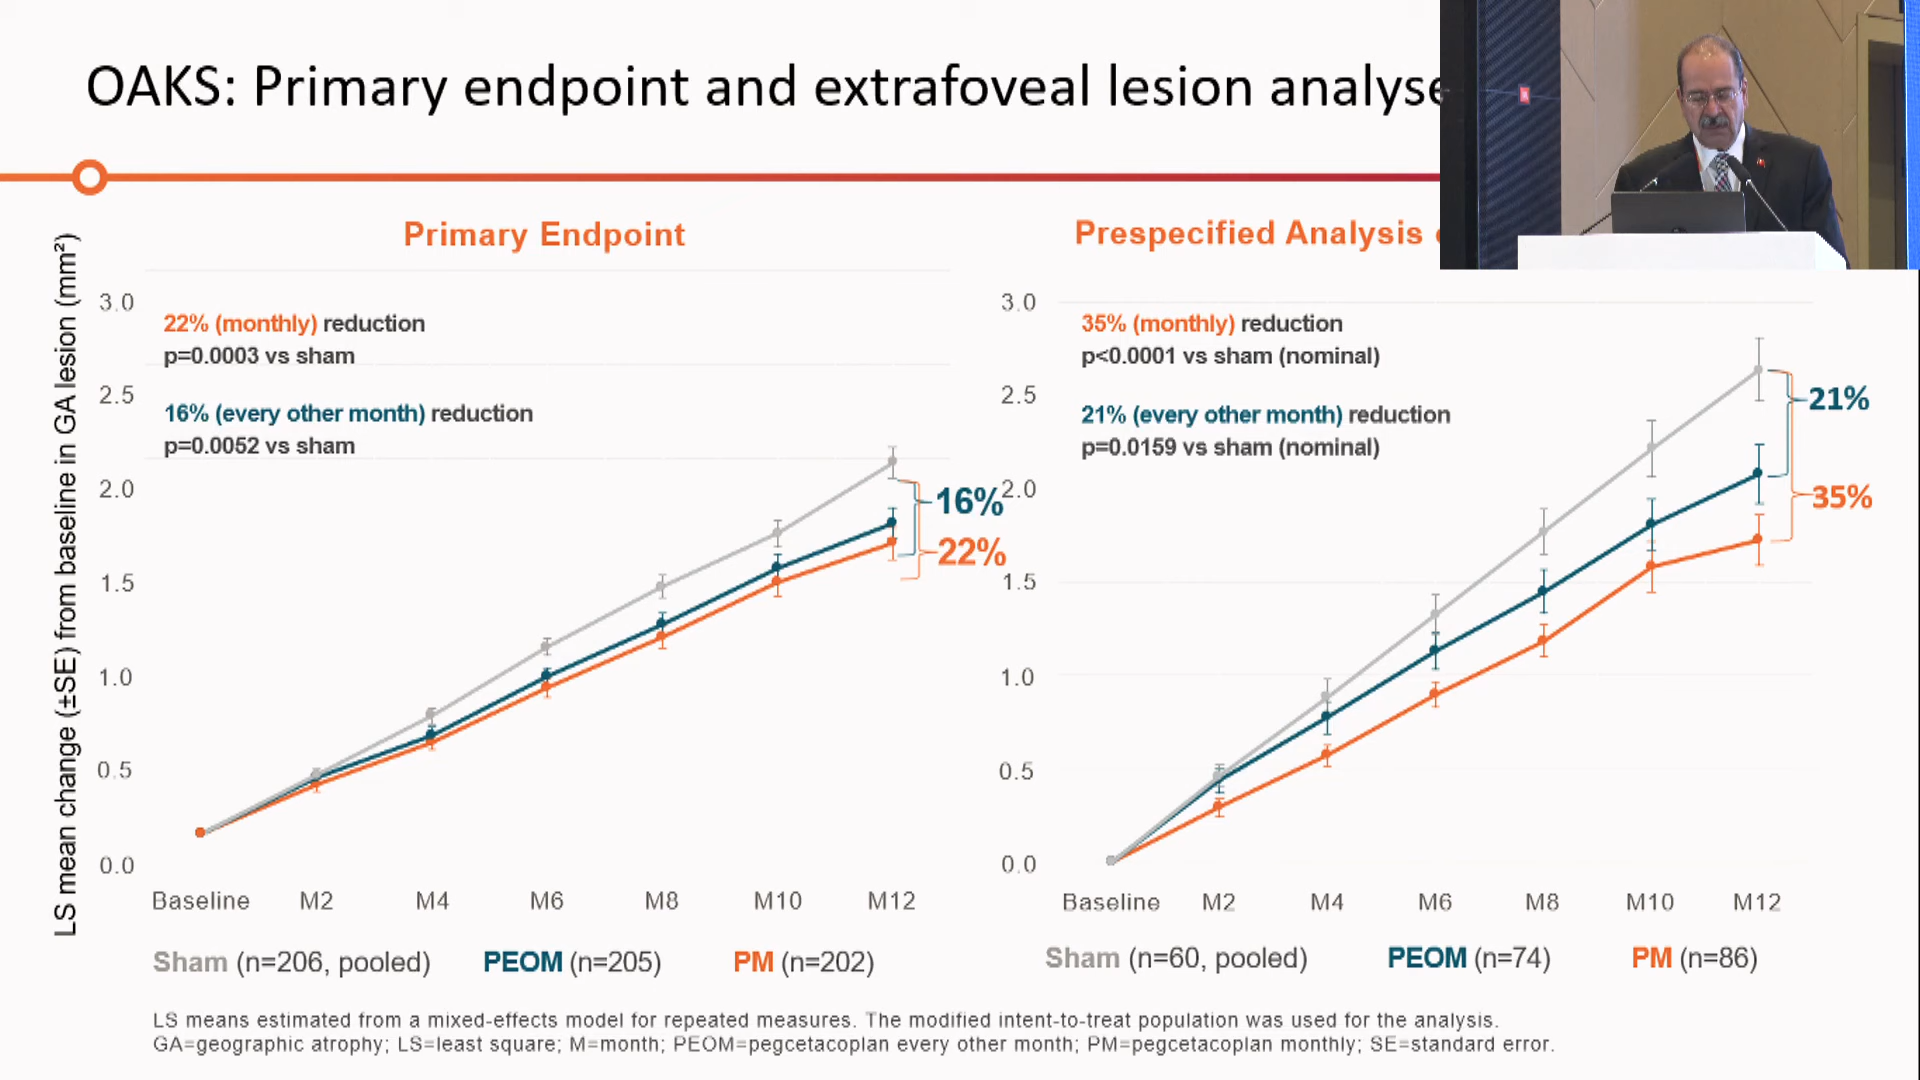 OAKS: Primary endpoint and extrafoveal lesion analyse
Primary Endpoint
LS mean change (±SE) from baseline in GA lesion (mm²)
3.0
2.5
2.0
1.5
1.0
0.5
0.0
22% (monthly) reduction
p=0.0003 vs sham
16% (every other month) reduction
p=0.0052 vs sham
16%
22%
Baseline M2 M4 M6 M8 M10 M12
Sham (n=206, pooled) PEOM (n=205) PM (n=202)
Prespecified Analysis
3.0
2.5
2.0
1.5
1.0
0.5
0.0
35% (monthly) reduction
p<0.0001 vs sham (nominal)
21% (every other month) reduction
p=0.0159 vs sham (nominal)
21%
35%
Baseline M2 M4 M6 M8 M10 M12
Sham (n=60, pooled) PEOM (n=74) PM (n=86)
LS means estimated from a mixed-effects model for repeated measures. The modified intent-to-treat population was used for the analysis.
GA=geographic atrophy; LS=least square; M=month; PEOM=pegcetacoplan every other month; PM=pegcetacoplan monthly; SE=standard error.